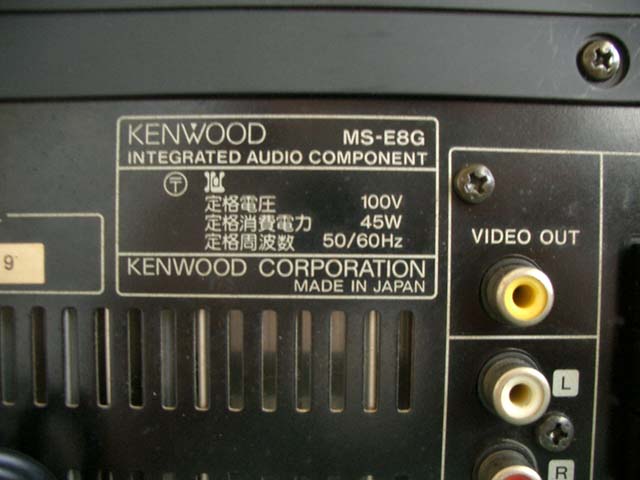 KENWOOD MS-E8G
INTEGRATED AUDIO COMPONENT
〒
定格電圧 100V
定格消費電力 45W
定格周波数 50/60Hz
KENWOOD CORPORATION
MADE IN JAPAN
9
VIDEO OUT
L
R